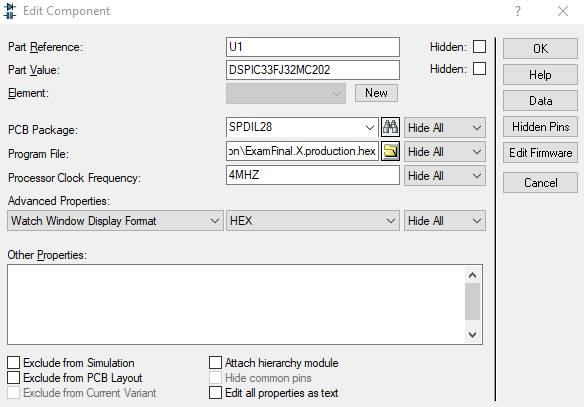 Edit Component
?
Part Reference: U1 Hidden: OK
Part Value: DSPIC33FJ32MC202 Hidden: Help
Element: New Data
PCB Package: SPDIL28 Hide All Hidden Pins
Program File: on\ExamFinal.X.production.hex Hide All Edit Firmware
Processor Clock Frequency: 4MHZ Hide All Cancel
Advanced Properties:
Watch Window Display Format HEX Hide All
Other Properties:
Exclude from Simulation Attach hierarchy module
Exclude from PCB Layout Hide common pins
Exclude from Current Variant Edit all properties as text